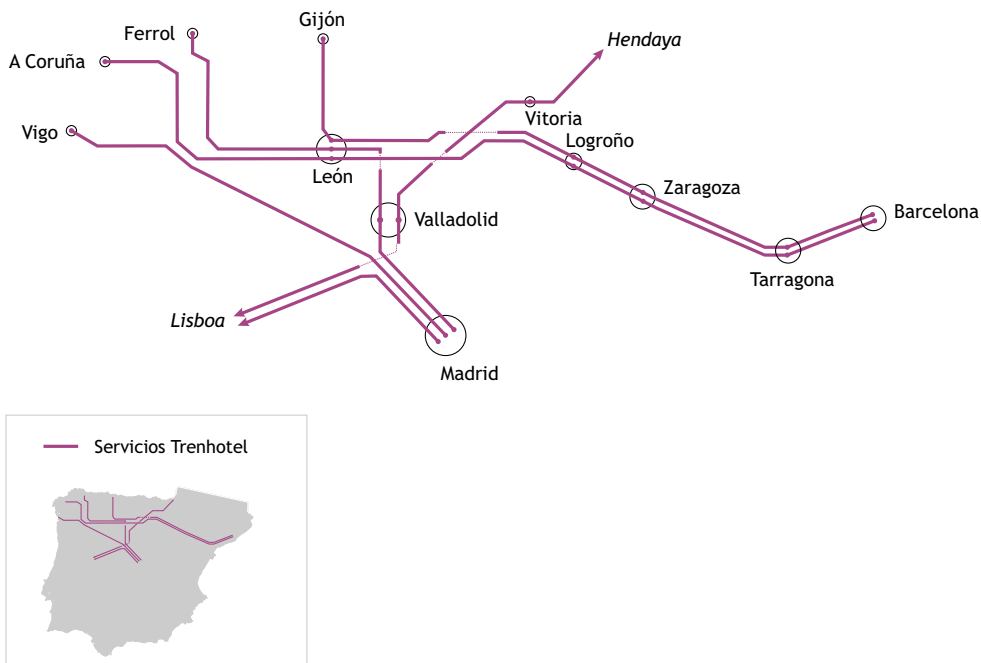 Gijón
Ferrol
Hendaya
A Coruña
Vitoria
Vigo
Logroño
León
Zaragoza
Barcelona
Valladolid
Tarragona
Lisboa
Madrid
Servicios Trenhotel